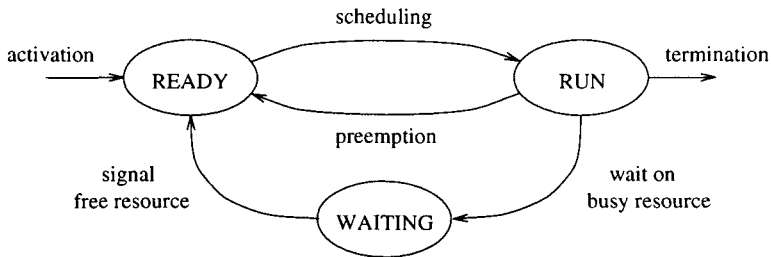 scheduling
activation
READY
RUN
termination
preemption
signal
free resource
WAITING
wait on
busy resource